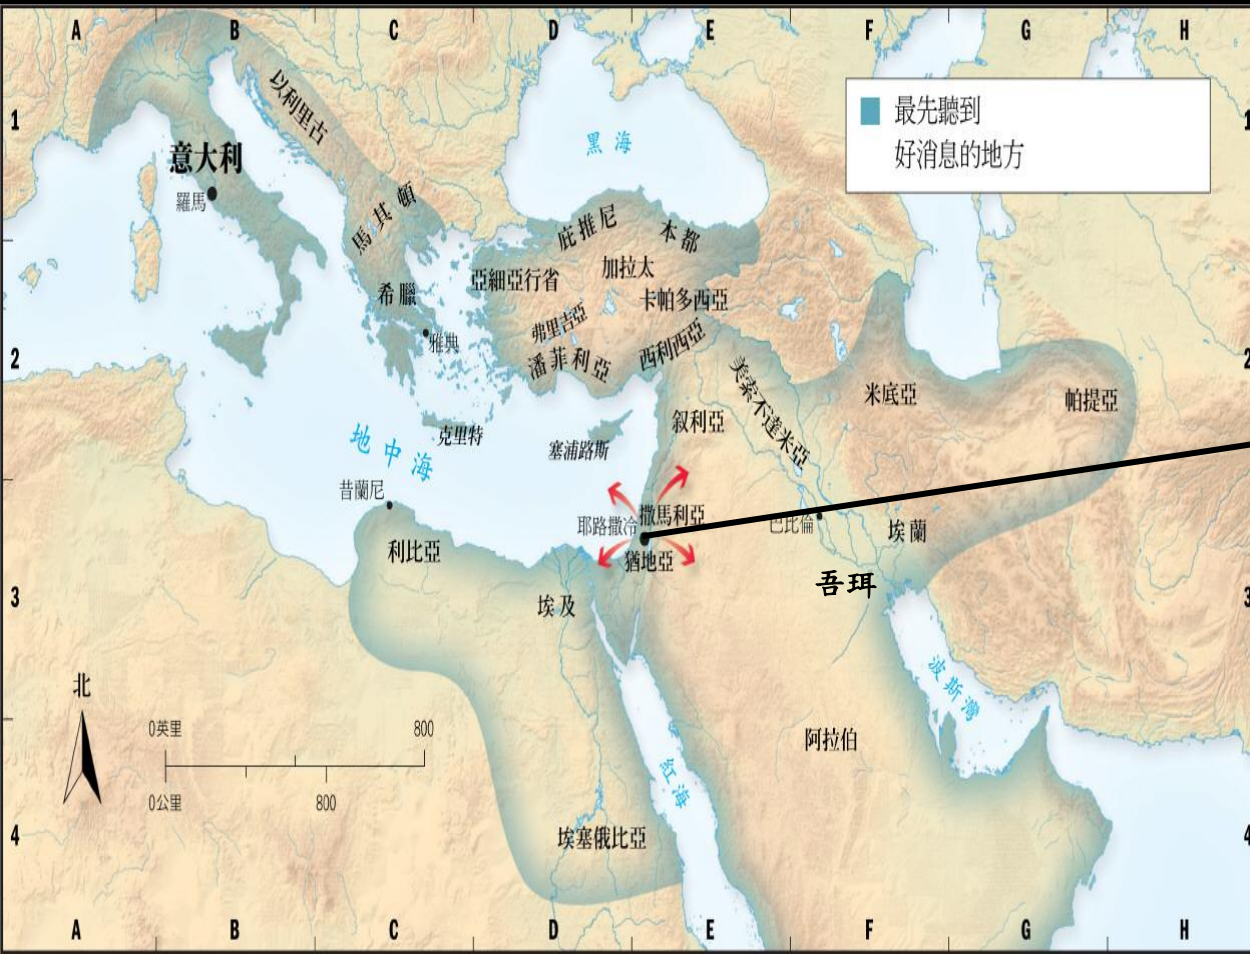 A B C D E F G H
1
1
最先聽到
好消息的地方
以利里古
黑海
意大利
羅馬
馬其頓
庇推尼
本都
加拉太
亞細亞行省
卡帕多西亞
希臘
弗里吉亞
雅典
潘菲利亞
西利西亞
2
2
美索不達米亞
米底亞
帕提亞
叙利亞
克里特
地中海
塞浦路斯
昔蘭尼
耶路撒冷
撒馬利亞
巴比倫
埃蘭
利比亞
猶地亞
吾珥
3
3
埃及
波斯灣
北
0英里
800
阿拉伯
紅海
0公里
800
4
4
埃塞俄比亞
A B C D E F G H